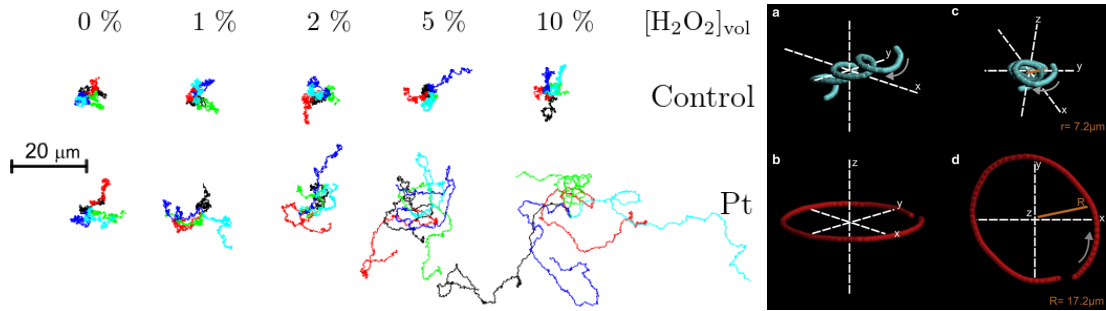 0 % 1 % 2 % 5 % 10 % [H₂O₂]vol
Control
20 μm
Pt
a
z
y
x
c
z
y
x
r= 7.2μm
b
z
y
x
d
y
z
R
x
R= 17.2μm